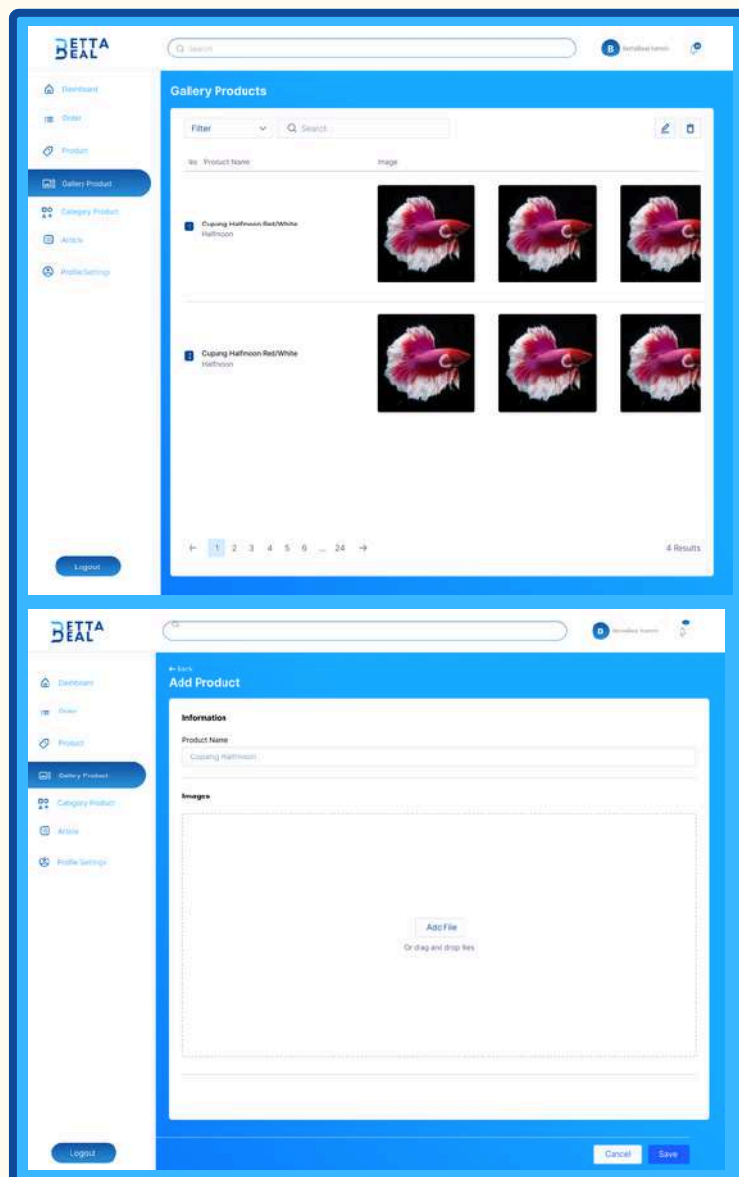 BETTA
DEAL
Search
B
Dashboard
Order
Product
Gallery Product
Category Product
Article
Profile Settings
Logout
Gallery Products
Filter
Search
No Product Name
Image
Cupang Halfmoon Red/White
Halfmoon
Cupang Halfmoon Red/White
Halfmoon
← 1 2 3 4 5 6 ... 24 →
4 Results
BETTA
DEAL
Dashboard
Order
Product
Gallery Product
Category Product
Article
Profile Settings
Logout
← Back
Add Product
Information
Product Name
Cupang Halfmoon
Images
Add File
Or drag and drop files
Cancel
Save